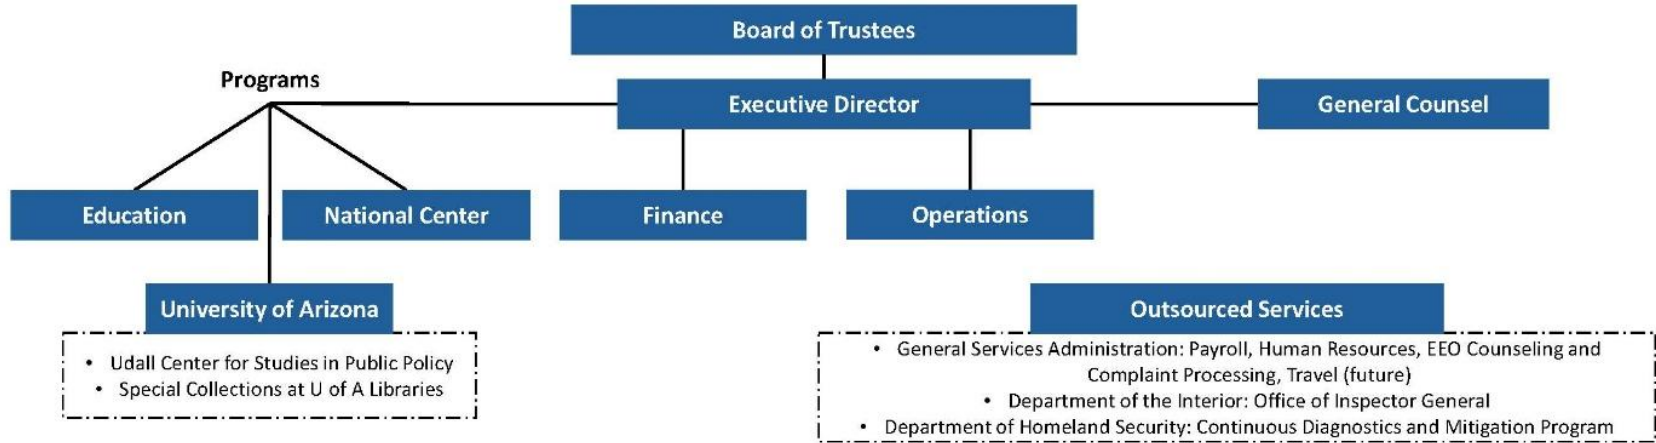 Board of Trustees
Programs
Executive Director
General Counsel
Education
National Center
Finance
Operations
University of Arizona
• Udall Center for Studies in Public Policy
• Special Collections at U of A Libraries
Outsourced Services
• General Services Administration: Payroll, Human Resources, EEO Counseling and
Complaint Processing, Travel (future)
• Department of the Interior: Office of Inspector General
• Department of Homeland Security: Continuous Diagnostics and Mitigation Program